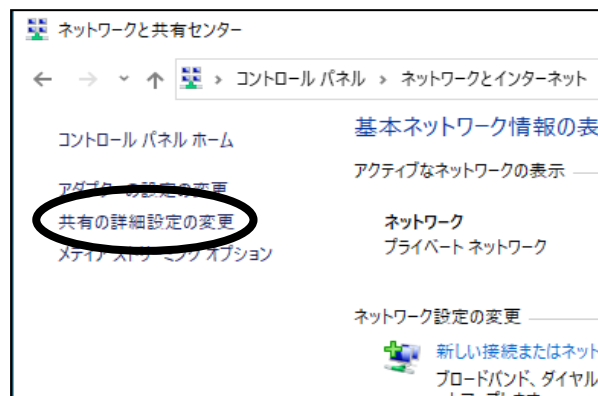 ネットワークと共有センター
コントロール パネル › ネットワークとインターネット
コントロール パネル ホーム
アダプターの設定の変更
共有の詳細設定の変更
メディア ストリーミング オプション
基本ネットワーク情報の表
アクティブなネットワークの表示
ネットワーク
プライベート ネットワーク
ネットワーク設定の変更
新しい接続またはネット
ブロードバンド、ダイヤル